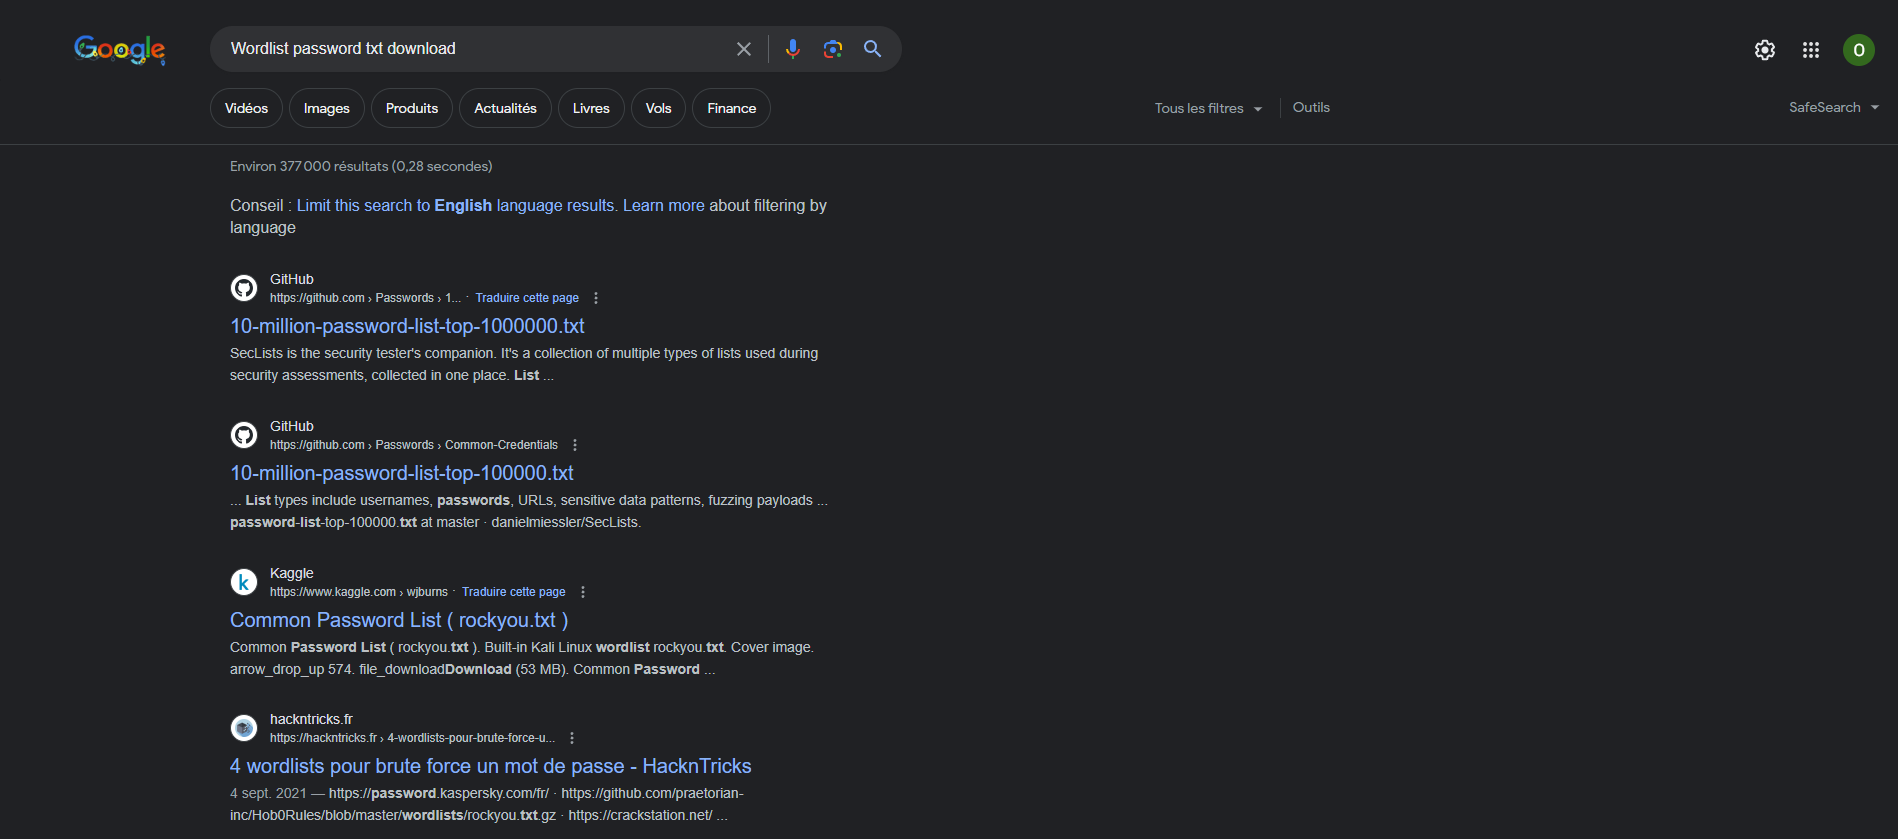 Google
Wordlist password txt download
O
Vidéos Images Produits Actualités Livres Vols Finance
Tous les filtres Outils SafeSearch
Environ 377 000 résultats (0,28 secondes)
Conseil : Limit this search to English language results. Learn more about filtering by
language
GitHub
https://github.com › Passwords › 1... · Traduire cette page
10-million-password-list-top-1000000.txt
SecLists is the security tester's companion. It's a collection of multiple types of lists used during
security assessments, collected in one place. List ...
GitHub
https://github.com › Passwords › Common-Credentials
10-million-password-list-top-100000.txt
... List types include usernames, passwords, URLs, sensitive data patterns, fuzzing payloads ...
password-list-top-100000.txt at master · danielmiessler/SecLists.
k
Kaggle
https://www.kaggle.com › wjburns · Traduire cette page
Common Password List ( rockyou.txt )
Common Password List ( rockyou.txt ). Built-in Kali Linux wordlist rockyou.txt. Cover image.
arrow_drop_up 574. file_downloadDownload (53 MB). Common Password ...
hackntricks.fr
https://hackntricks.fr › 4-wordlists-pour-brute-force-u...
4 wordlists pour brute force un mot de passe - HacknTricks
4 sept. 2021 — https://password.kaspersky.com/fr/ · https://github.com/praetorian-
inc/Hob0Rules/blob/master/wordlists/rockyou.txt.gz · https://crackstation.net/ ...